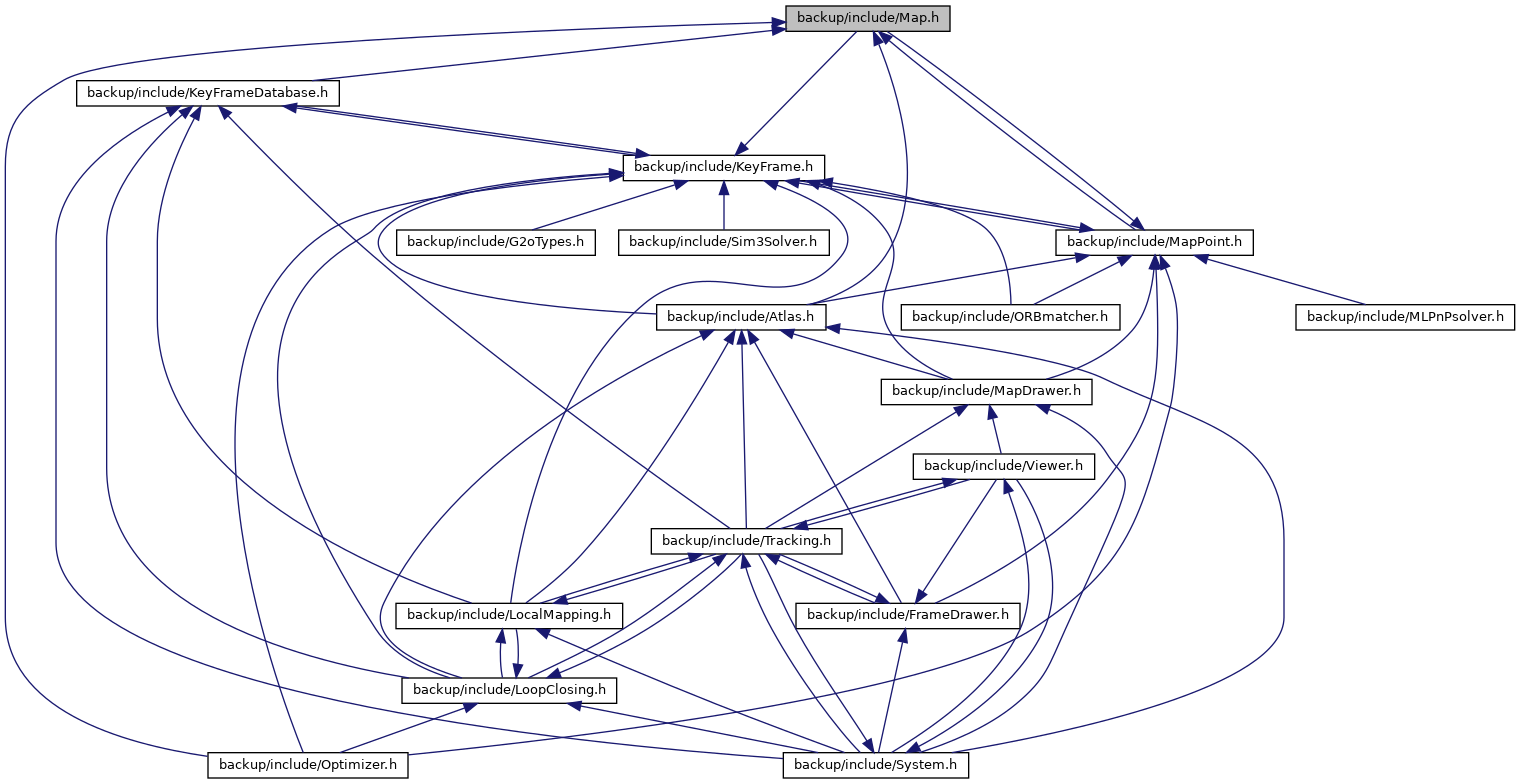 backup/include/Map.h
backup/include/KeyFrameDatabase.h
backup/include/KeyFrame.h
backup/include/G2oTypes.h
backup/include/Sim3Solver.h
backup/include/MapPoint.h
backup/include/Atlas.h
backup/include/ORBmatcher.h
backup/include/MLPnPsolver.h
backup/include/MapDrawer.h
backup/include/Viewer.h
backup/include/Tracking.h
backup/include/LocalMapping.h
backup/include/FrameDrawer.h
backup/include/LoopClosing.h
backup/include/Optimizer.h
backup/include/System.h